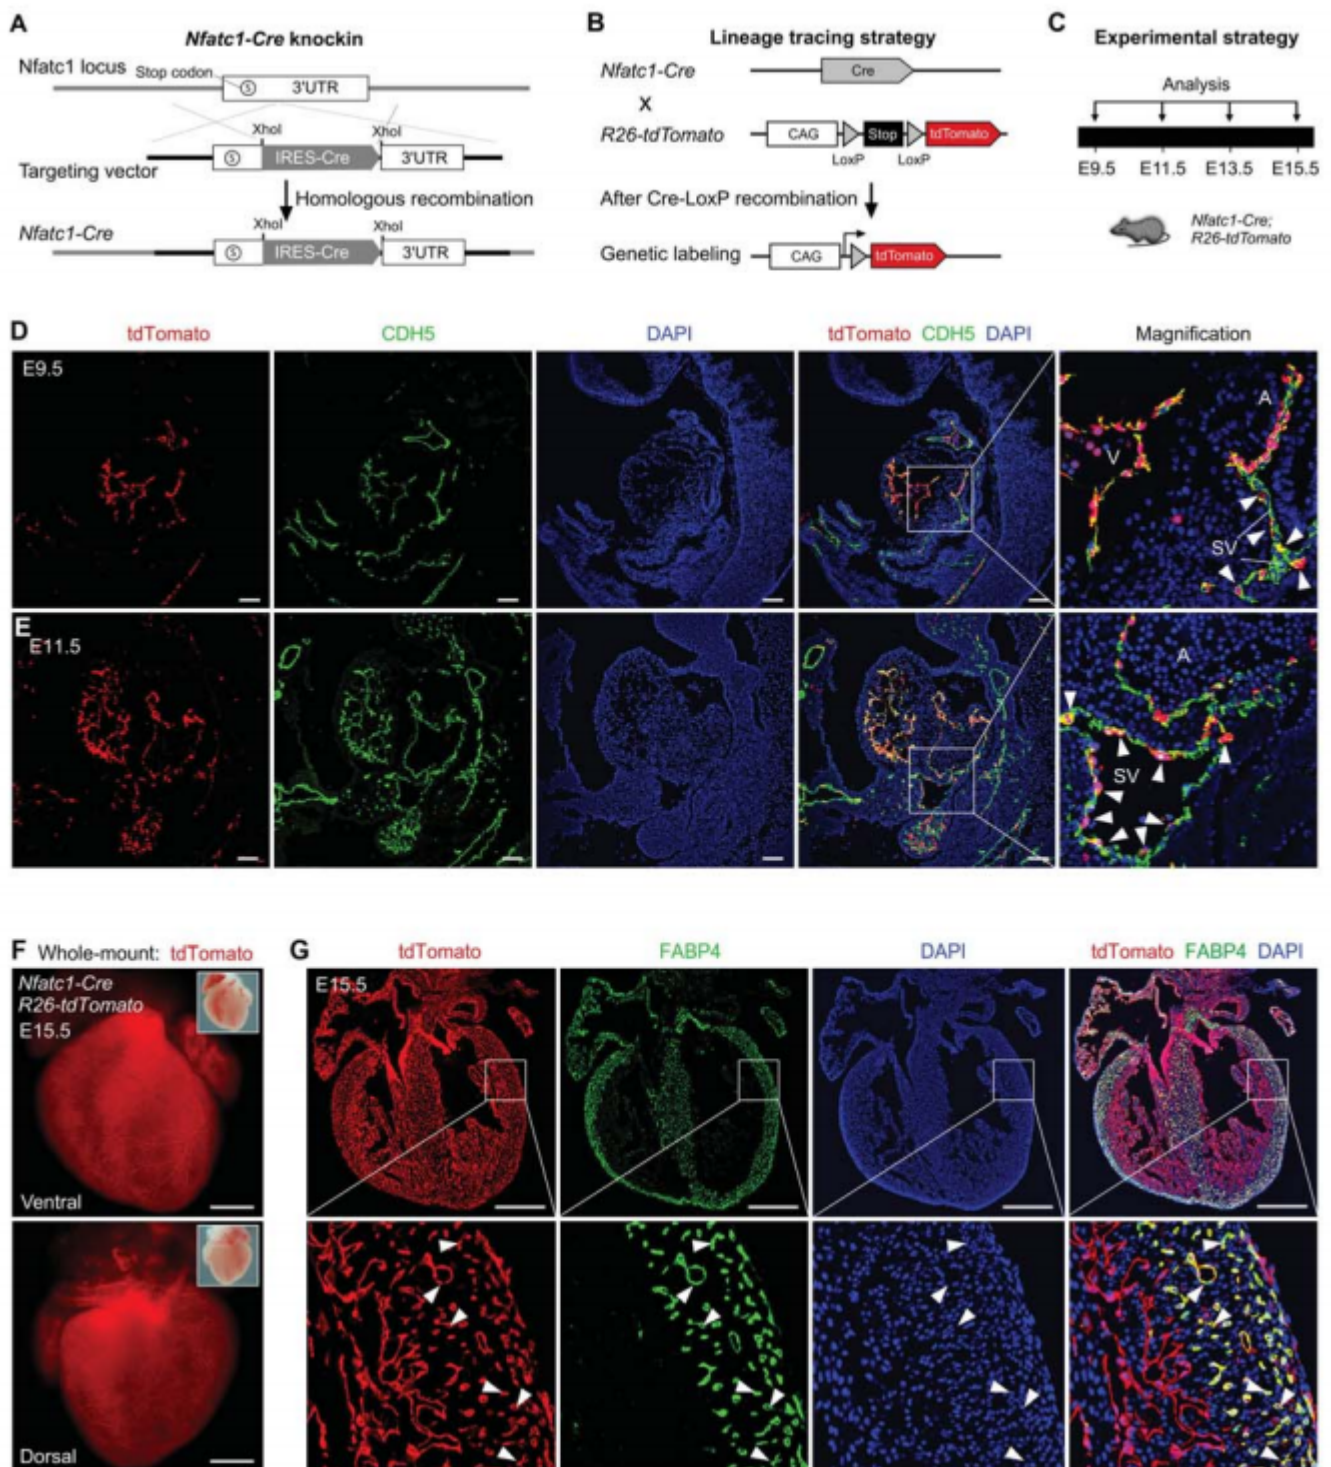 A
Nfatc1-Cre knockin
Nfatc1 locus
Stop codon
S
3'UTR
XhoI
XhoI
Targeting vector
S
IRES-Cre
3'UTR
Homologous recombination
XhoI
XhoI
Nfatc1-Cre
S
IRES-Cre
3'UTR
B
Lineage tracing strategy
Nfatc1-Cre
Cre
X
R26-tdTomato
CAG
Stop
tdTomato
LoxP
LoxP
After Cre-LoxP recombination
Genetic labeling
CAG
tdTomato
C
Experimental strategy
Analysis
E9.5 E11.5 E13.5 E15.5
Nfatc1-Cre;
R26-tdTomato
D
tdTomato
CDH5
DAPI
tdTomato CDH5 DAPI
Magnification
E9.5
A
V
SV
E
E11.5
A
SV
F
Whole-mount: tdTomato
Nfatc1-Cre
R26-tdTomato
E15.5
Ventral
Dorsal
G
tdTomato
FABP4
DAPI
tdTomato FABP4 DAPI
E15.5